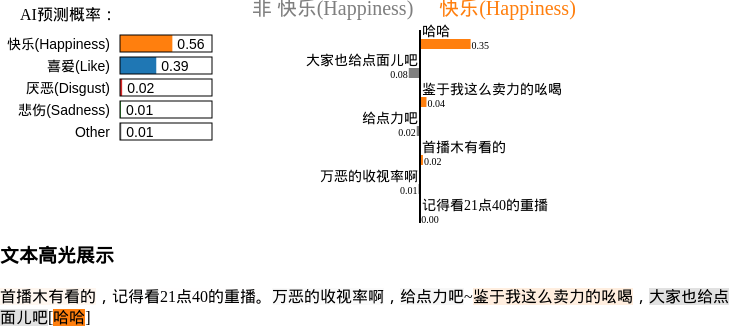 AI预测概率：
快乐(Happiness) 0.56
喜爱(Like) 0.39
厌恶(Disgust) 0.02
悲伤(Sadness) 0.01
Other 0.01
非 快乐(Happiness) 快乐(Happiness)
哈哈
0.35
大家也给点面儿吧
0.08
鉴于我这么卖力的吆喝
0.04
给点力吧
0.02
首播木有看的
0.02
万恶的收视率啊
0.01
记得看21点40的重播
0.00
文本高光展示
首播木有看的，记得看21点40的重播。万恶的收视率啊，给点力吧~鉴于我这么卖力的吆喝，大家也给点
面儿吧[哈哈]